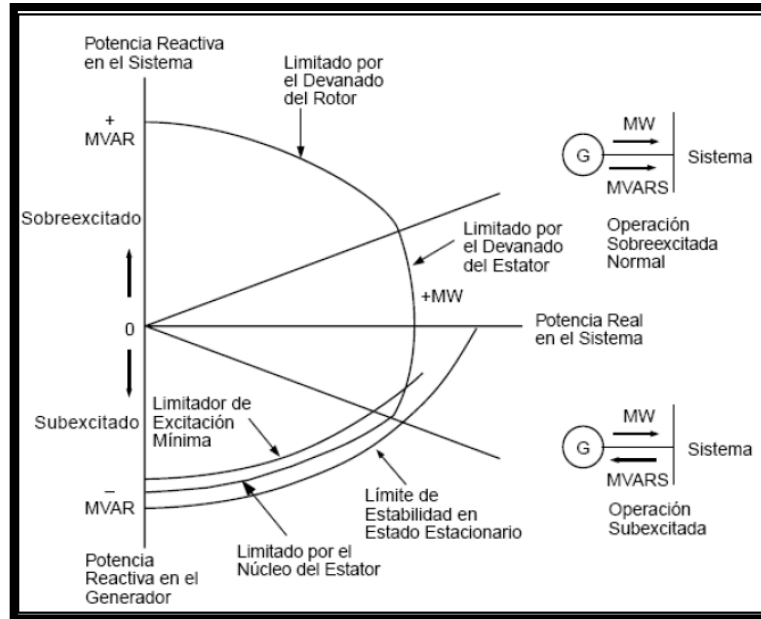 Potencia Reactiva
en el Sistema
Limitado por
el Devanado
del Rotor
+
MVAR
MW
G
Sistema
MVARS
Sobreexcitado
Operación
Sobreexcitada
Normal
Limitado por
el Devanado
del Estator
+MW
0
Potencia Real
en el Sistema
Subexcitado
Limitador de
Excitación
Mínima
MW
G
Sistema
MVARS
–
MVAR
Límite de
Estabilidad en
Estado Estacionario
Operación
Subexcitada
Limitado por el
Núcleo del Estator
Potencia
Reactiva en el
Generador